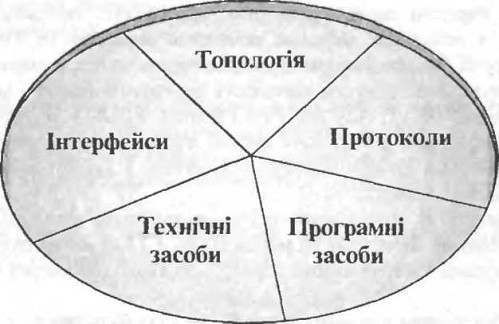 Топологія
Інтерфейси
Протоколи
Технічні
засоби
Програмні
засоби